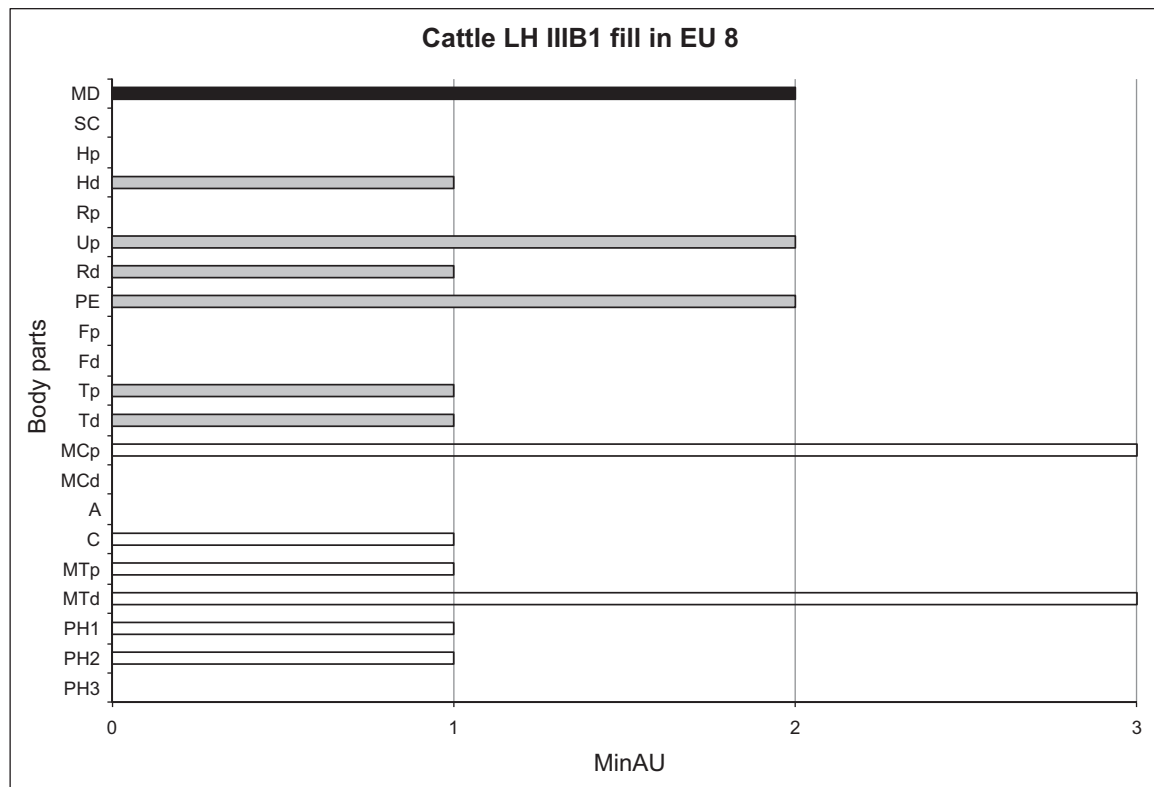 Cattle LH IIIB1 fill in EU 8
MD
SC
Hp
Hd
Rp
Up
Rd
PE
Fp
Fd
Tp
Td
MCp
MCd
A
C
MTp
MTd
PH1
PH2
PH3
Body parts
0 1 2 3
MinAU